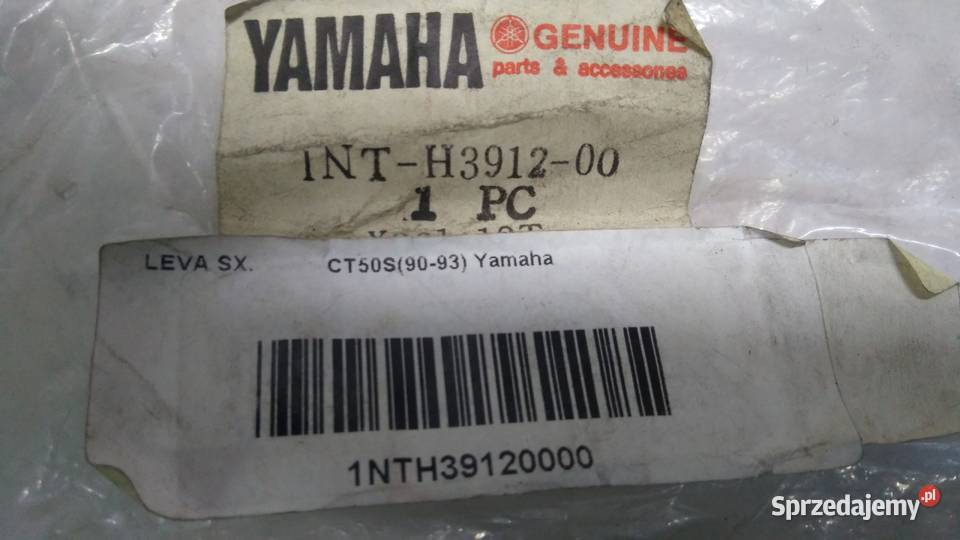 YAMAHA GENUINE
parts & accessories
1NT-H3912-00
1 PC
LEVA SX. CT50S(90-93) Yamaha
1NTH39120000
Sprzedajemy.pl